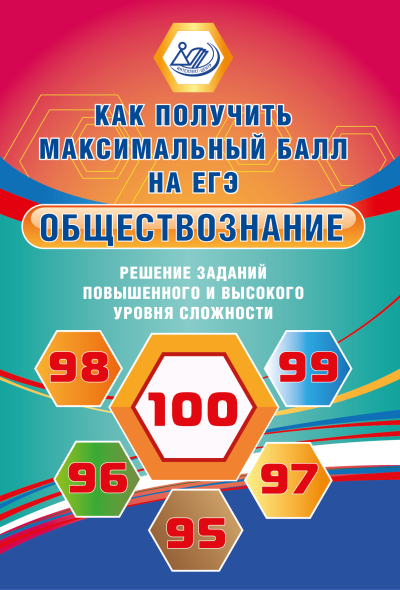 КАК ПОЛУЧИТЬ
МАКСИМАЛЬНЫЙ БАЛЛ
НА ЕГЭ
ОБЩЕСТВОЗНАНИЕ
РЕШЕНИЕ ЗАДАНИЙ
ПОВЫШЕННОГО И ВЫСОКОГО
УРОВНЯ СЛОЖНОСТИ
98
99
100
96
97
95